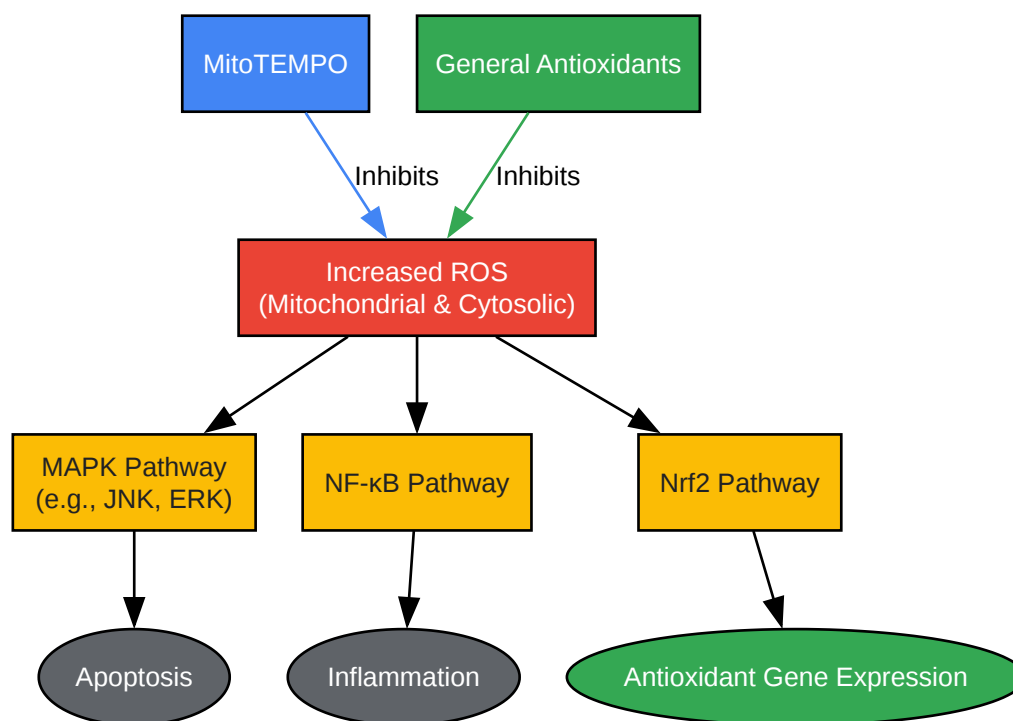 MitoTEMPO
General Antioxidants
Inhibits
Inhibits
Increased ROS
(Mitochondrial & Cytosolic)
MAPK Pathway
(e.g., JNK, ERK)
NF-κB Pathway
Nrf2 Pathway
Apoptosis
Inflammation
Antioxidant Gene Expression